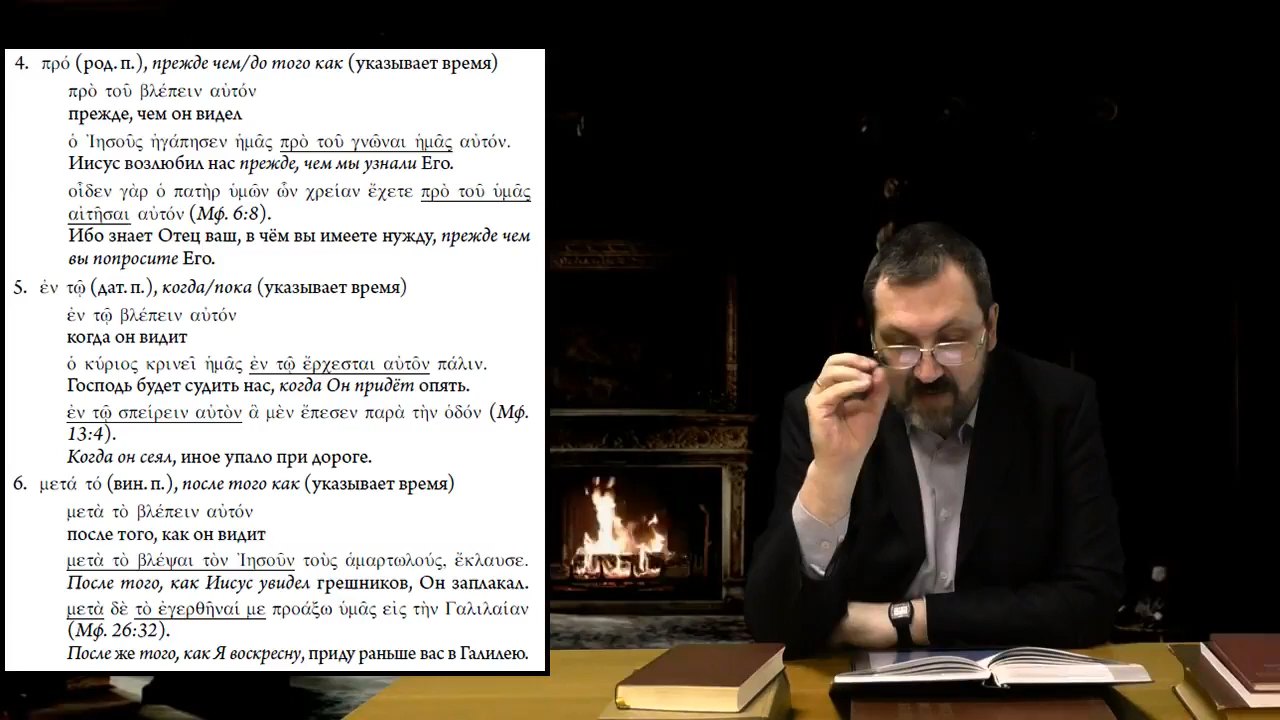 4. πρό (род. п.), прежде чем/до того как (указывает время)
πρὸ τοῦ βλέπειν αὐτόν
прежде, чем он видел
ὁ Ἰησοῦς ἠγάπησεν ἡμᾶς πρὸ τοῦ γνῶναι ἡμᾶς αὐτόν.
Иисус возлюбил нас прежде, чем мы узнали Его.
οἶδεν γὰρ ὁ πατὴρ ὑμῶν ὧν χρείαν ἔχετε πρὸ τοῦ ὑμᾶς
αἰτῆσαι αὐτόν (Мф. 6:8).
Ибо знает Отец ваш, в чём вы имеете нужду, прежде чем
вы попросите Его.
5. ἐν τῷ (дат. п.), когда/пока (указывает время)
ἐν τῷ βλέπειν αὐτόν
когда он видит
ὁ κύριος κρινεῖ ἡμᾶς ἐν τῷ ἔρχεσται αὐτὸν πάλιν.
Господь будет судить нас, когда Он придёт опять.
ἐν τῷ σπείρειν αὐτὸν ἃ μὲν ἔπεσεν παρὰ τὴν ὁδόν (Мф.
13:4).
Когда он сеял, иное упало при дороге.
6. μετά τό (вин. п.), после того как (указывает время)
μετὰ τὸ βλέπειν αὐτόν
после того, как он видит
μετὰ τὸ βλέψαι τὸν Ἰησοῦν τοὺς ἁμαρτωλούς, ἔκλαυσε.
После того, как Иисус увидел грешников, Он заплакал.
μετὰ δὲ τὸ ἐγερθῆναί με προάξω ὑμᾶς εἰς τὴν Γαλιλαίαν
(Мф. 26:32).
После же того, как Я воскресну, приду раньше вас в Галилею.